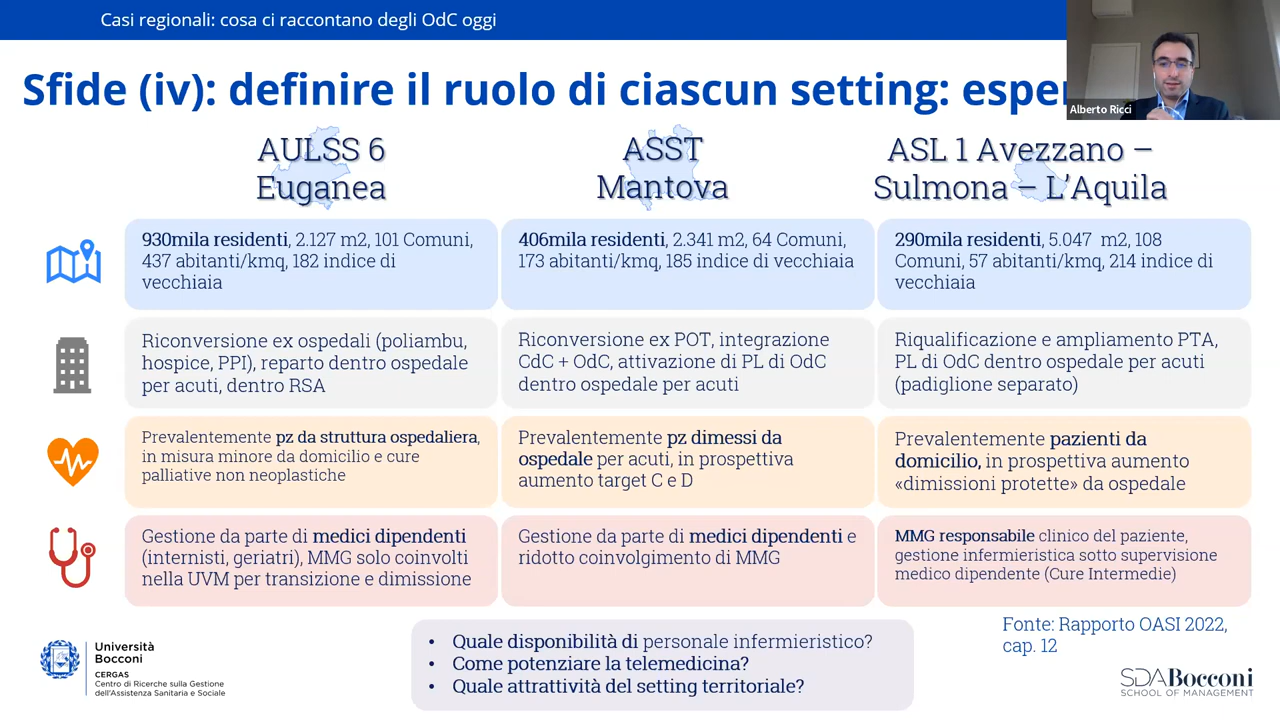 Casi regionali: cosa ci raccontano degli OdC oggi
Sfide (iv): definire il ruolo di ciascun setting:
Alberto Ricci
AULSS 6
Euganea
ASST
Mantova
ASL 1 Avezzano –
Sulmona – L’Aquila
930mila residenti, 2.127 m2, 101 Comuni,
437 abitanti/kmq, 182 indice di
vecchiaia
406mila residenti, 2.341 m2, 64 Comuni,
173 abitanti/kmq, 185 indice di vecchiaia
290mila residenti, 5.047 m2, 108
Comuni, 57 abitanti/kmq, 214 indice di
vecchiaia
Riconversione ex ospedali (poliambu,
hospice, PPI), reparto dentro ospedale
per acuti, dentro RSA
Riconversione ex POT, integrazione
CdC + OdC, attivazione di PL di OdC
dentro ospedale per acuti
Riqualificazione e ampliamento PTA,
PL di OdC dentro ospedale per acuti
(padiglione separato)
Prevalentemente pz da struttura ospedaliera,
in misura minore da domicilio e cure
palliative non neoplastiche
Prevalentemente pz dimessi da
ospedale per acuti, in prospettiva
aumento target C e D
Prevalentemente pazienti da
domicilio, in prospettiva aumento
«dimissioni protette» da ospedale
Gestione da parte di medici dipendenti
(internisti, geriatri), MMG solo coinvolti
nella UVM per transizione e dimissione
Gestione da parte di medici dipendenti e
ridotto coinvolgimento di MMG
MMG responsabile clinico del paziente,
gestione infermieristica sotto supervisione
medico dipendente (Cure Intermedie)
• Quale disponibilità di personale infermieristico?
• Come potenziare la telemedicina?
• Quale attrattività del setting territoriale?
Fonte: Rapporto OASI 2022,
cap. 12
Università
Bocconi
CERGAS
Centro di Ricerche sulla Gestione
dell'Assistenza Sanitaria e Sociale
SDA Bocconi
SCHOOL OF MANAGEMENT